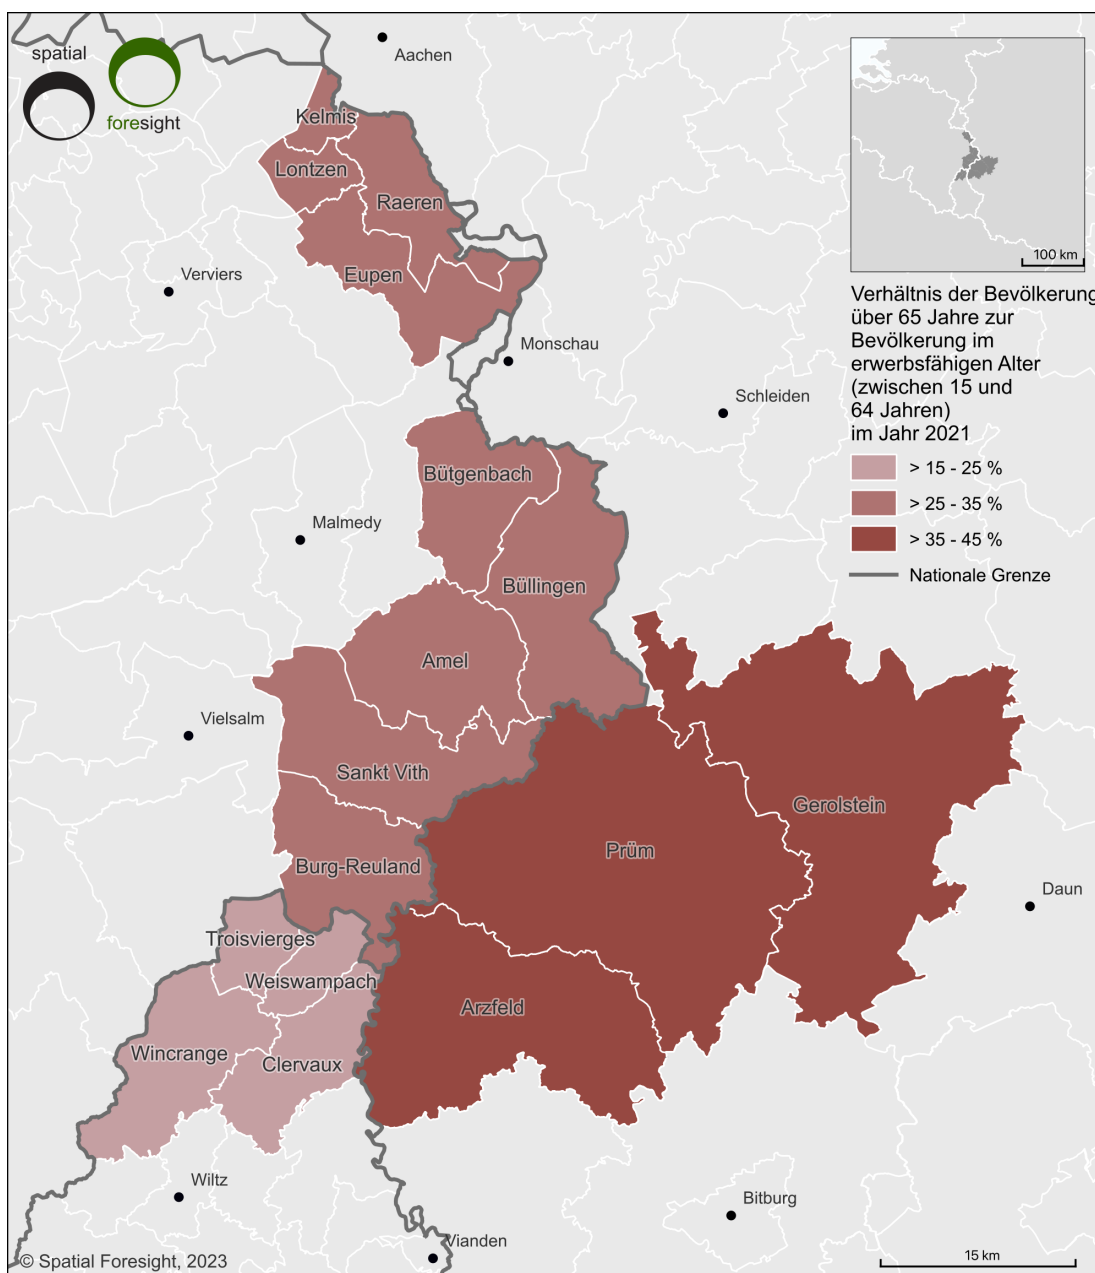 spatial
foresight
Aachen
Kelmis
Lontzen
Raeren
Verviers
Eupen
Monschau
Schleiden
100 km
Verhältnis der Bevölkerung
über 65 Jahre zur
Bevölkerung im
erwerbsfähigen Alter
(zwischen 15 und
64 Jahren)
im Jahr 2021
> 15 - 25 %
> 25 - 35 %
> 35 - 45 %
Nationale Grenze
Bütgenbach
Malmedy
Büllingen
Amel
Vielsalm
Sankt Vith
Gerolstein
Prüm
Burg-Reuland
Daun
Troisvierges
Weiswampach
Arzfeld
Wincrange
Clervaux
Wiltz
Bitburg
Vianden
© Spatial Foresight, 2023
15 km